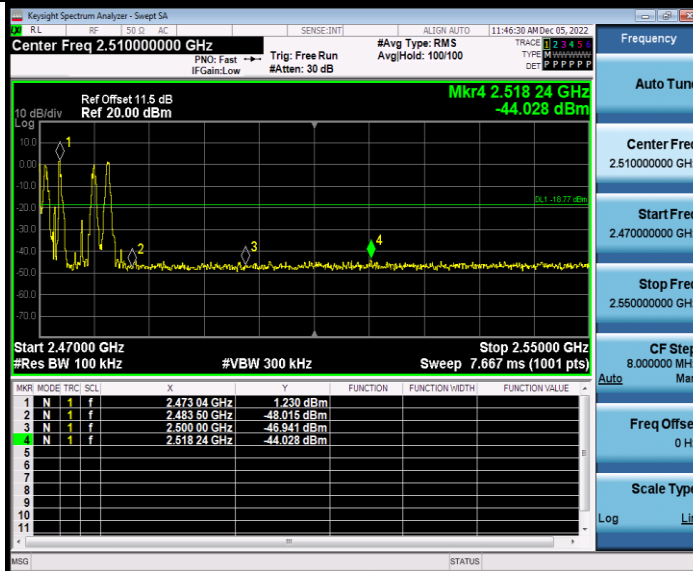 Keysight Spectrum Analyzer - Swept SA
RL RF 50 Ω AC SENSE:INT ALIGN AUTO 11:46:30 AM Dec 05, 2022
Center Freq 2.510000000 GHz
PNO: Fast
IFGain:Low
Trig: Free Run
#Atten: 30 dB
#Avg Type: RMS
Avg|Hold: 100/100
TRACE 1 2 3 4 5 6
TYPE M WWWWW
DET P P P P P P
Frequency
Auto Tune
Ref Offset 11.5 dB
10 dB/div Ref 20.00 dBm
Log
Mkr4 2.518 24 GHz
-44.028 dBm
10.0
0.00
-10.0
-20.0
-30.0
-40.0
-50.0
-60.0
-70.0
1
2
3
4
DL1 -18.77 dBm
Center Freq
2.510000000 GHz
Start Freq
2.470000000 GHz
Stop Freq
2.550000000 GHz
Start 2.47000 GHz Stop 2.55000 GHz
#Res BW 100 kHz #VBW 300 kHz Sweep 7.667 ms (1001 pts)
CF Step
8.000000 MHz
Auto Man
MKR MODE TRC SCL X Y FUNCTION FUNCTION WIDTH FUNCTION VALUE
1 N 1 f 2.473 04 GHz 1.230 dBm
2 N 1 f 2.483 50 GHz -48.015 dBm
3 N 1 f 2.500 00 GHz -46.941 dBm
4 N 1 f 2.518 24 GHz -44.028 dBm
5
6
7
8
9
10
11
Freq Offset
0 Hz
Scale Type
Log Lin
MSG STATUS